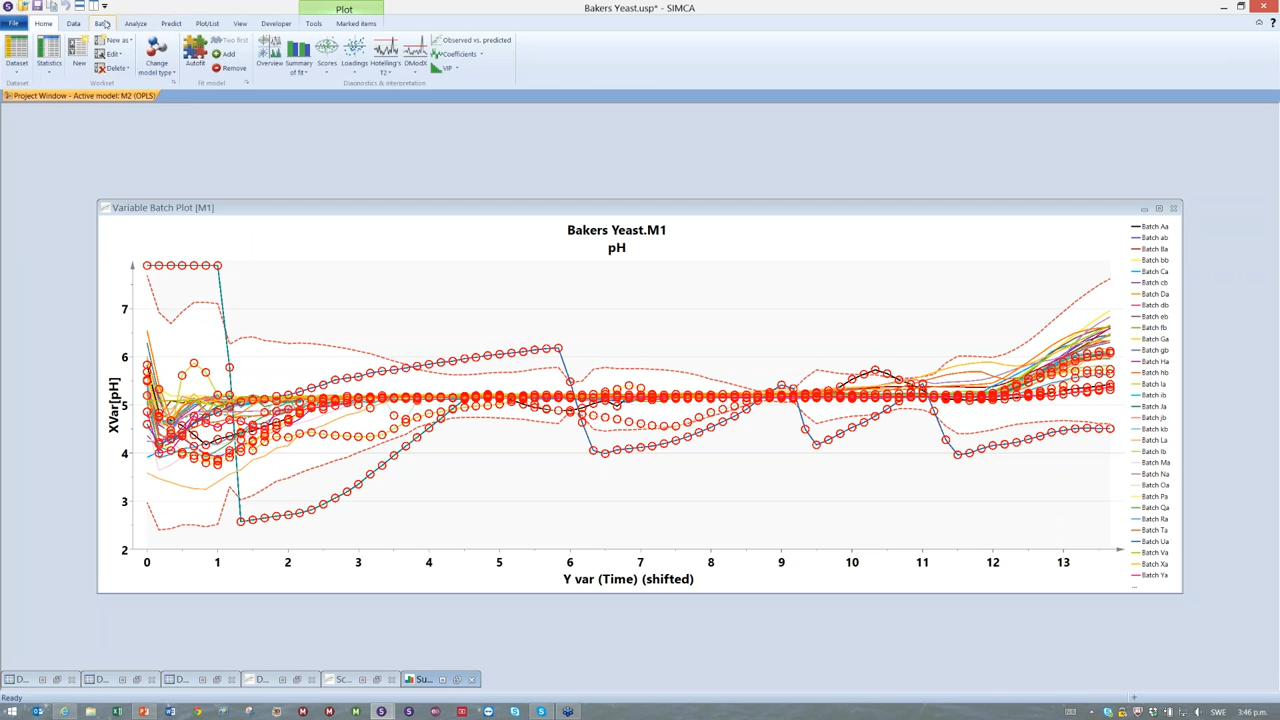 Bakers Yeast.usp* - SIMCA
Plot
File Home Data Batch Analyze Predict Plot/List View Developer Tools Marked items
Dataset
Statistics
New
New as
Edit
Delete
Change model type
Autofit
Two first
Add
Remove
Overview
Summary of fit
Scores
Loadings
Hotelling's T2
DModX
Observed vs. predicted
Coefficients
VIP
Dataset Workset Fit model Diagnostics & interpretation
Project Window - Active model: M2 (OPLS)
Variable Batch Plot [M1]
Bakers Yeast.M1
pH
XVar[pH]
7
6
5
4
3
2
0 1 2 3 4 5 6 7 8 9 10 11 12 13
Y var (Time) (shifted)
Batch Aa
Batch ab
Batch Ba
Batch bb
Batch Ca
Batch cb
Batch Da
Batch db
Batch eb
Batch fb
Batch Ga
Batch gb
Batch Ha
Batch hb
Batch Ia
Batch ib
Batch Ja
Batch jb
Batch kb
Batch La
Batch lb
Batch Ma
Batch Na
Batch Oa
Batch Pa
Batch Qa
Batch Ra
Batch Ta
Batch Ua
Batch Va
Batch Xa
Batch Ya
...
D... D... D... D... Sc... Su...
Ready
SWE 3:46 p.m.